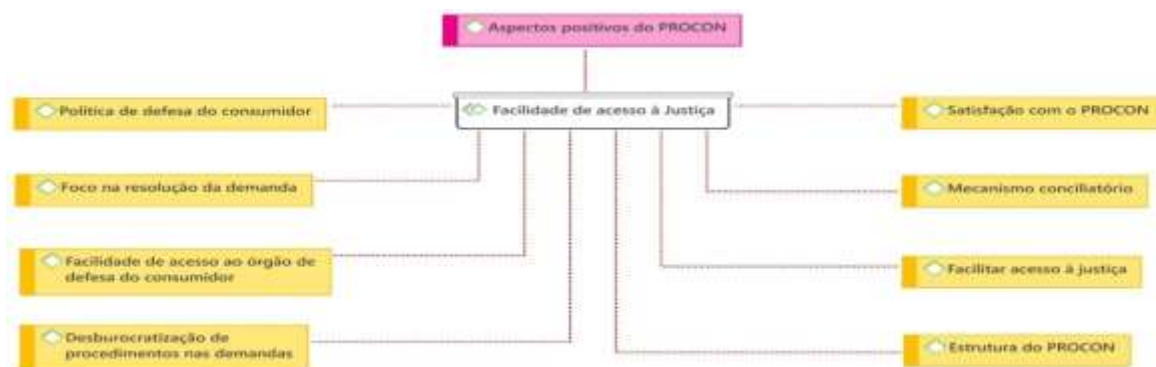 Aspectos positivos do PROCON
Facilidade de acesso à Justiça
Política de defesa do consumidor
Foco na resolução da demanda
Facilidade de acesso ao órgão de
defesa do consumidor
Desburocratização de
procedimentos nas demandas
Satisfação com o PROCON
Mecanismo conciliatório
Facilitar acesso à justiça
Estrutura do PROCON